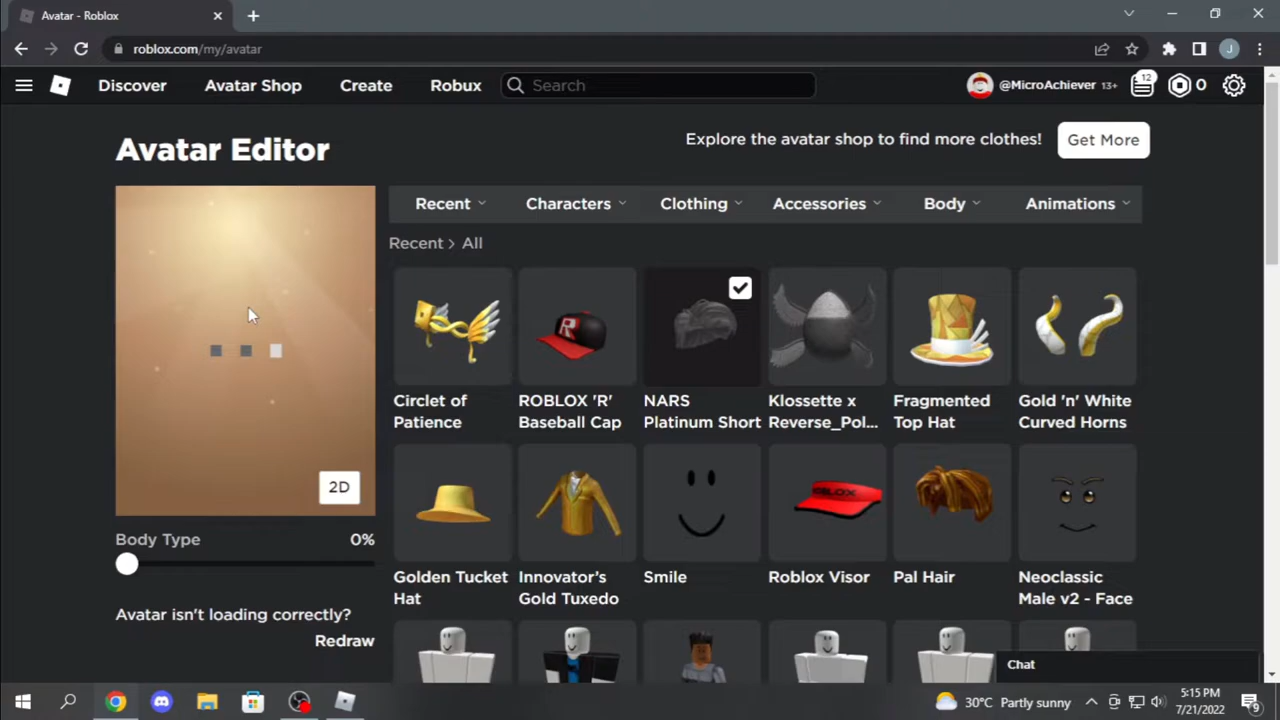 Avatar - Roblox
roblox.com/my/avatar
J
Discover
Avatar Shop
Create
Robux
Search
@MicroAchiever 13+
12
0
Avatar Editor
Explore the avatar shop to find more clothes!
Get More
Recent
Characters
Clothing
Accessories
Body
Animations
Recent > All
Circlet of
Patience
ROBLOX 'R'
Baseball Cap
NARS
Platinum Short
Klossette x
Reverse_Pol...
Fragmented
Top Hat
Gold 'n' White
Curved Horns
2D
Body Type
0%
ROBLOX
Golden Tucket
Hat
Innovator's
Gold Tuxedo
Smile
Roblox Visor
Pal Hair
Neoclassic
Male v2 - Face
Avatar isn't loading correctly?
Redraw
Chat
30°C Partly sunny
5:15 PM
7/21/2022
9